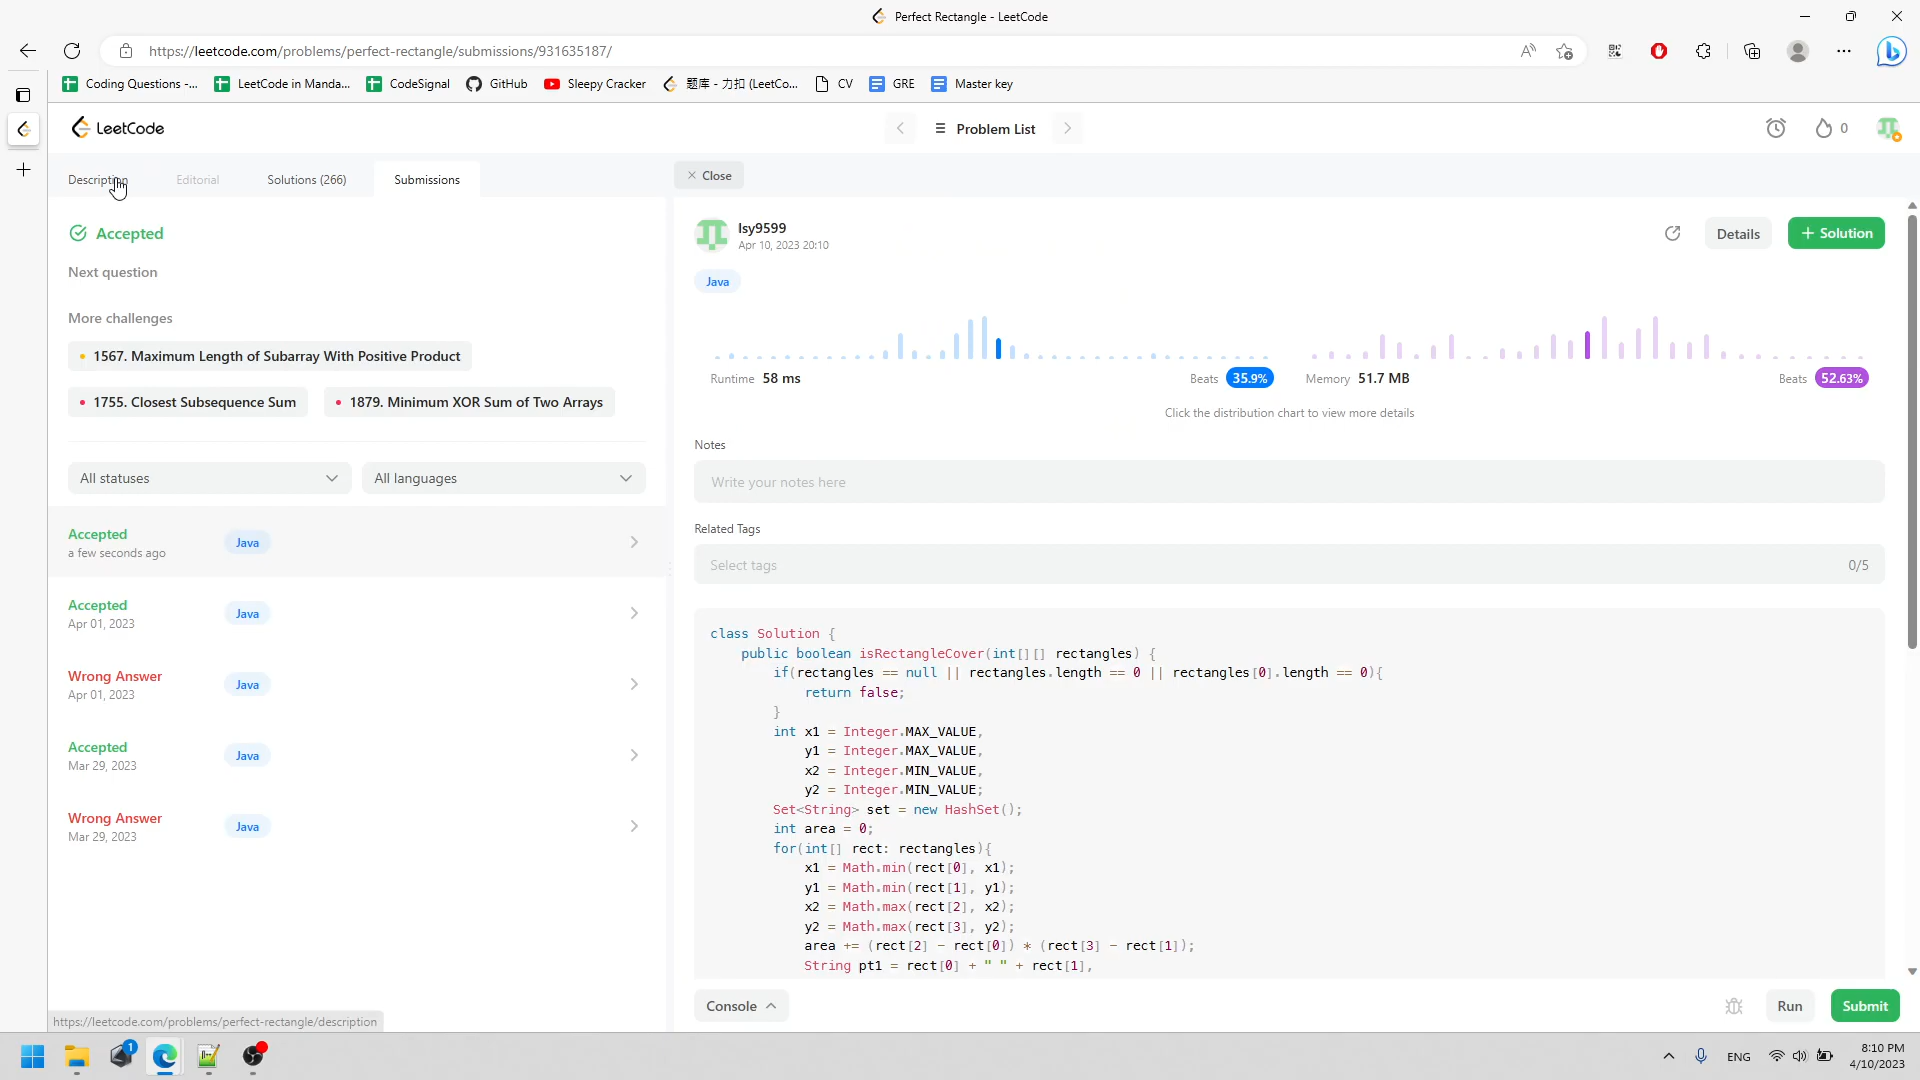 Perfect Rectangle - LeetCode
https://leetcode.com/problems/perfect-rectangle/submissions/931635187/
Coding Questions -... LeetCode in Manda... CodeSignal GitHub Sleepy Cracker 题库 - 力扣 (LeetCo... CV GRE Master key
LeetCode
Problem List
0
Description Editorial Solutions (266) Submissions
Close
Accepted
Next question
More challenges
1567. Maximum Length of Subarray With Positive Product
1755. Closest Subsequence Sum
1879. Minimum XOR Sum of Two Arrays
All statuses
All languages
Accepted
a few seconds ago
Java
Accepted
Apr 01, 2023
Java
Wrong Answer
Apr 01, 2023
Java
Accepted
Mar 29, 2023
Java
Wrong Answer
Mar 29, 2023
Java
https://leetcode.com/problems/perfect-rectangle/description
lsy9599
Apr 10, 2023 20:10
Details
+ Solution
Java
Runtime 58 ms
Beats 35.9%
Memory 51.7 MB
Beats 52.63%
Click the distribution chart to view more details
Notes
Write your notes here
Related Tags
Select tags
0/5
class Solution {
public boolean isRectangleCover(int[][] rectangles) {
if(rectangles == null || rectangles.length == 0 || rectangles[0].length == 0){
return false;
}
int x1 = Integer.MAX_VALUE,
y1 = Integer.MAX_VALUE,
x2 = Integer.MIN_VALUE,
y2 = Integer.MIN_VALUE;
Set<String> set = new HashSet();
int area = 0;
for(int[] rect: rectangles){
x1 = Math.min(rect[0], x1);
y1 = Math.min(rect[1], y1);
x2 = Math.max(rect[2], x2);
y2 = Math.max(rect[3], y2);
area += (rect[2] - rect[0]) * (rect[3] - rect[1]);
String pt1 = rect[0] + " " + rect[1],
Console
Run
Submit
1
ENG
8:10 PM
4/10/2023